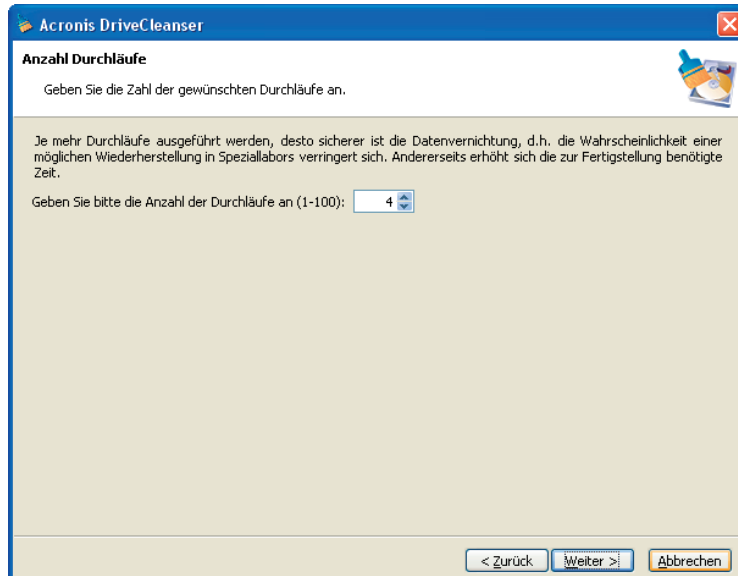 Acronis DriveCleanser
Anzahl Durchläufe
Geben Sie die Zahl der gewünschten Durchläufe an.
Je mehr Durchläufe ausgeführt werden, desto sicherer ist die Datenvernichtung, d.h. die Wahrscheinlichkeit einer
möglichen Wiederherstellung in Speziallabors verringert sich. Andererseits erhöht sich die zur Fertigstellung benötigte
Zeit.
Geben Sie bitte die Anzahl der Durchläufe an (1-100): 4
< Zurück Weiter > Abbrechen